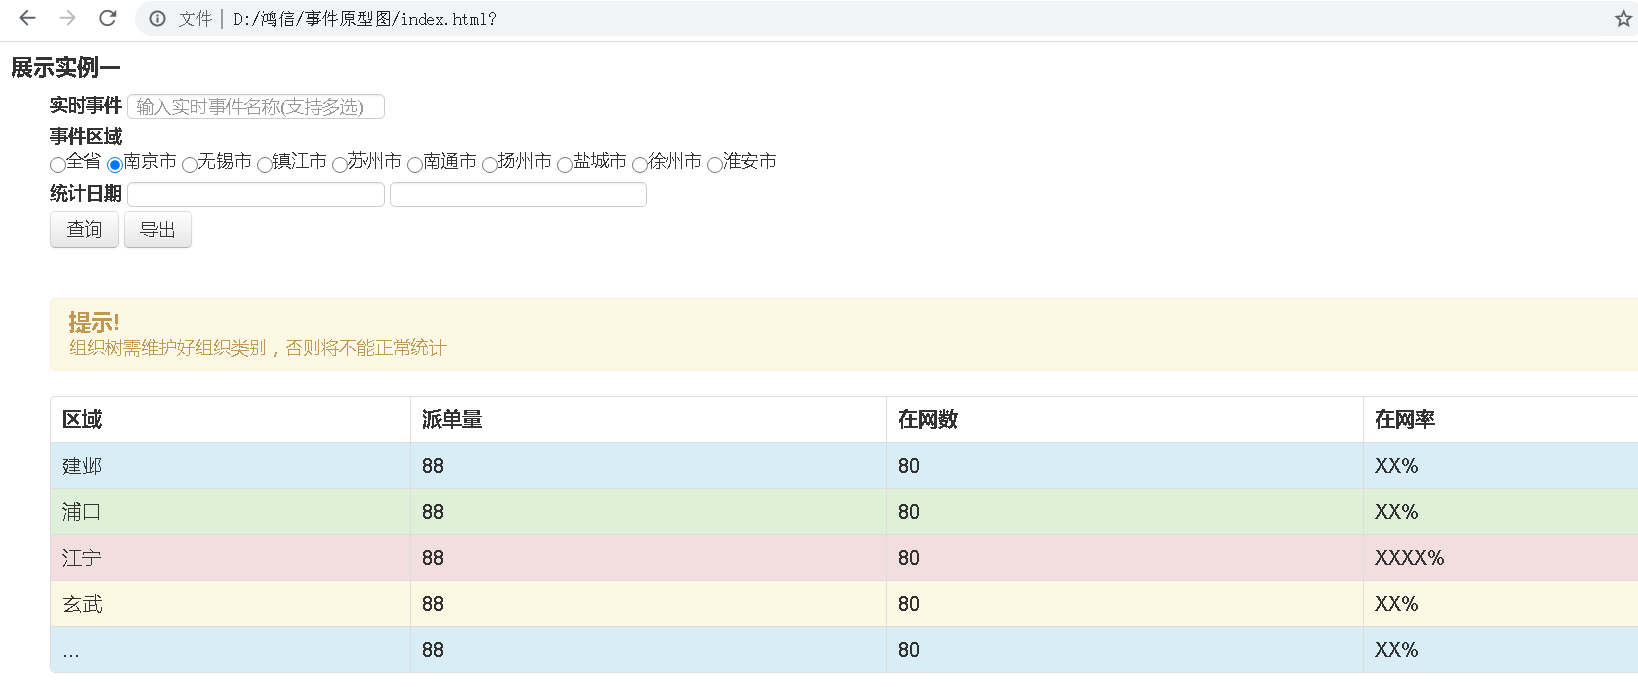 文件 | D:/鸿信/事件原型图/index.html?
展示实例一
实时事件 输入实时事件名称(支持多选)
事件区域
全省 南京市 无锡市 镇江市 苏州市 南通市 扬州市 盐城市 徐州市 淮安市
统计日期
查询 导出
提示!
组织树需维护好组织类别，否则将不能正常统计
区域 派单量 在网数 在网率
建邺 88 80 XX%
浦口 88 80 XX%
江宁 88 80 XXXX%
玄武 88 80 XX%
... 88 80 XX%